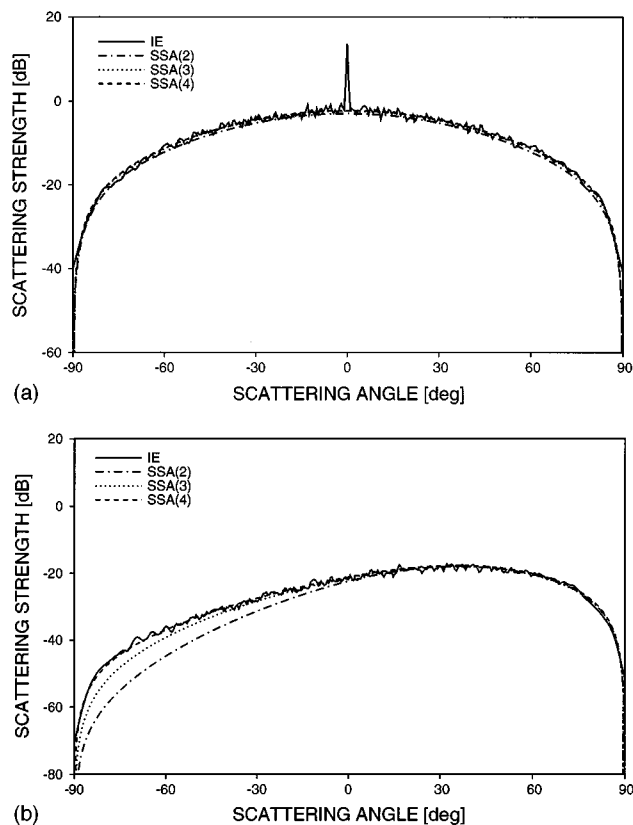 20
0
-20
-40
-60
SCATTERING STRENGTH [dB]
IE
SSA(2)
SSA(3)
SSA(4)
-90 -60 -30 0 30 60 90
(a) SCATTERING ANGLE [deg]
20
0
-20
-40
-60
-80
SCATTERING STRENGTH [dB]
IE
SSA(2)
SSA(3)
SSA(4)
-90 -60 -30 0 30 60 90
(b) SCATTERING ANGLE [deg]